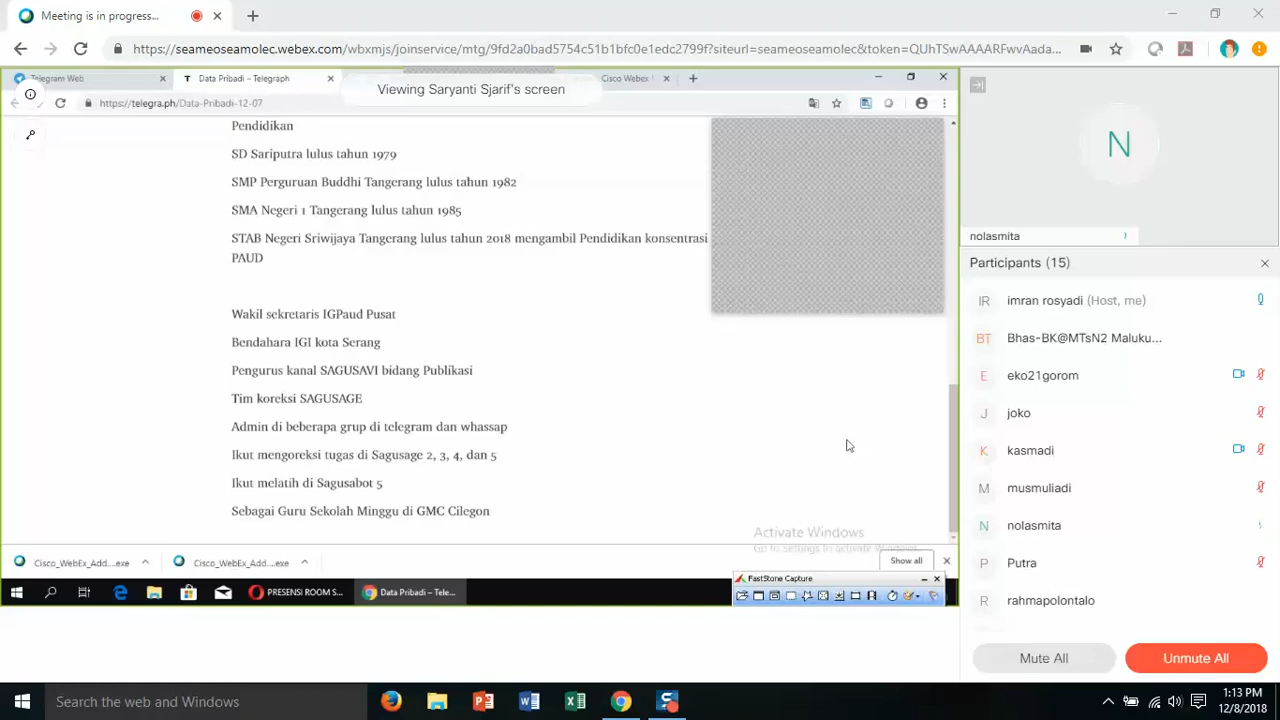 Meeting is in progress...
https://seameoseamolec.webex.com/wbxmjs/joinservice/mtg/9fd2a0bad5754c51b1bfc0e1edc2799f?siteurl=seameoseamolec&token=QUhTSwAAAARFwvAada...
Telegram Web
Data Pribadi – Telegraph
Cisco Webex
Viewing Saryanti Sjarif's screen
https://telegra.ph/Data-Pribadi-12-07
Pendidikan
SD Sariputra lulus tahun 1979
SMP Perguruan Buddhi Tangerang lulus tahun 1982
SMA Negeri 1 Tangerang lulus tahun 1985
STAB Negeri Sriwijaya Tangerang lulus tahun 2018 mengambil Pendidikan konsentrasi
PAUD
Wakil sekretaris IGPaud Pusat
Bendahara IGI kota Serang
Pengurus kanal SAGUSAVI bidang Publikasi
Tim koreksi SAGUSAGE
Admin di beberapa grup di telegram dan whassap
Ikut mengoreksi tugas di Sagusage 2, 3, 4, dan 5
Ikut melatih di Sagusabot 5
Sebagai Guru Sekolah Minggu di GMC Cilegon
Activate Windows
Go to Settings to activate Windows.
Cisco_WebEx_Add....exe
Cisco_WebEx_Add....exe
Show all
FastStone Capture
PRESENSI ROOM S...
Data Pribadi – Tele...
N
nolasmita
Participants (15)
IR imran rosyadi (Host, me)
BT Bhas-BK@MTsN2 Maluku...
E eko21gorom
J joko
K kasmadi
M musmuliadi
N nolasmita
P Putra
R rahmapolontalo
Mute All
Unmute All
Search the web and Windows
1:13 PM
12/8/2018